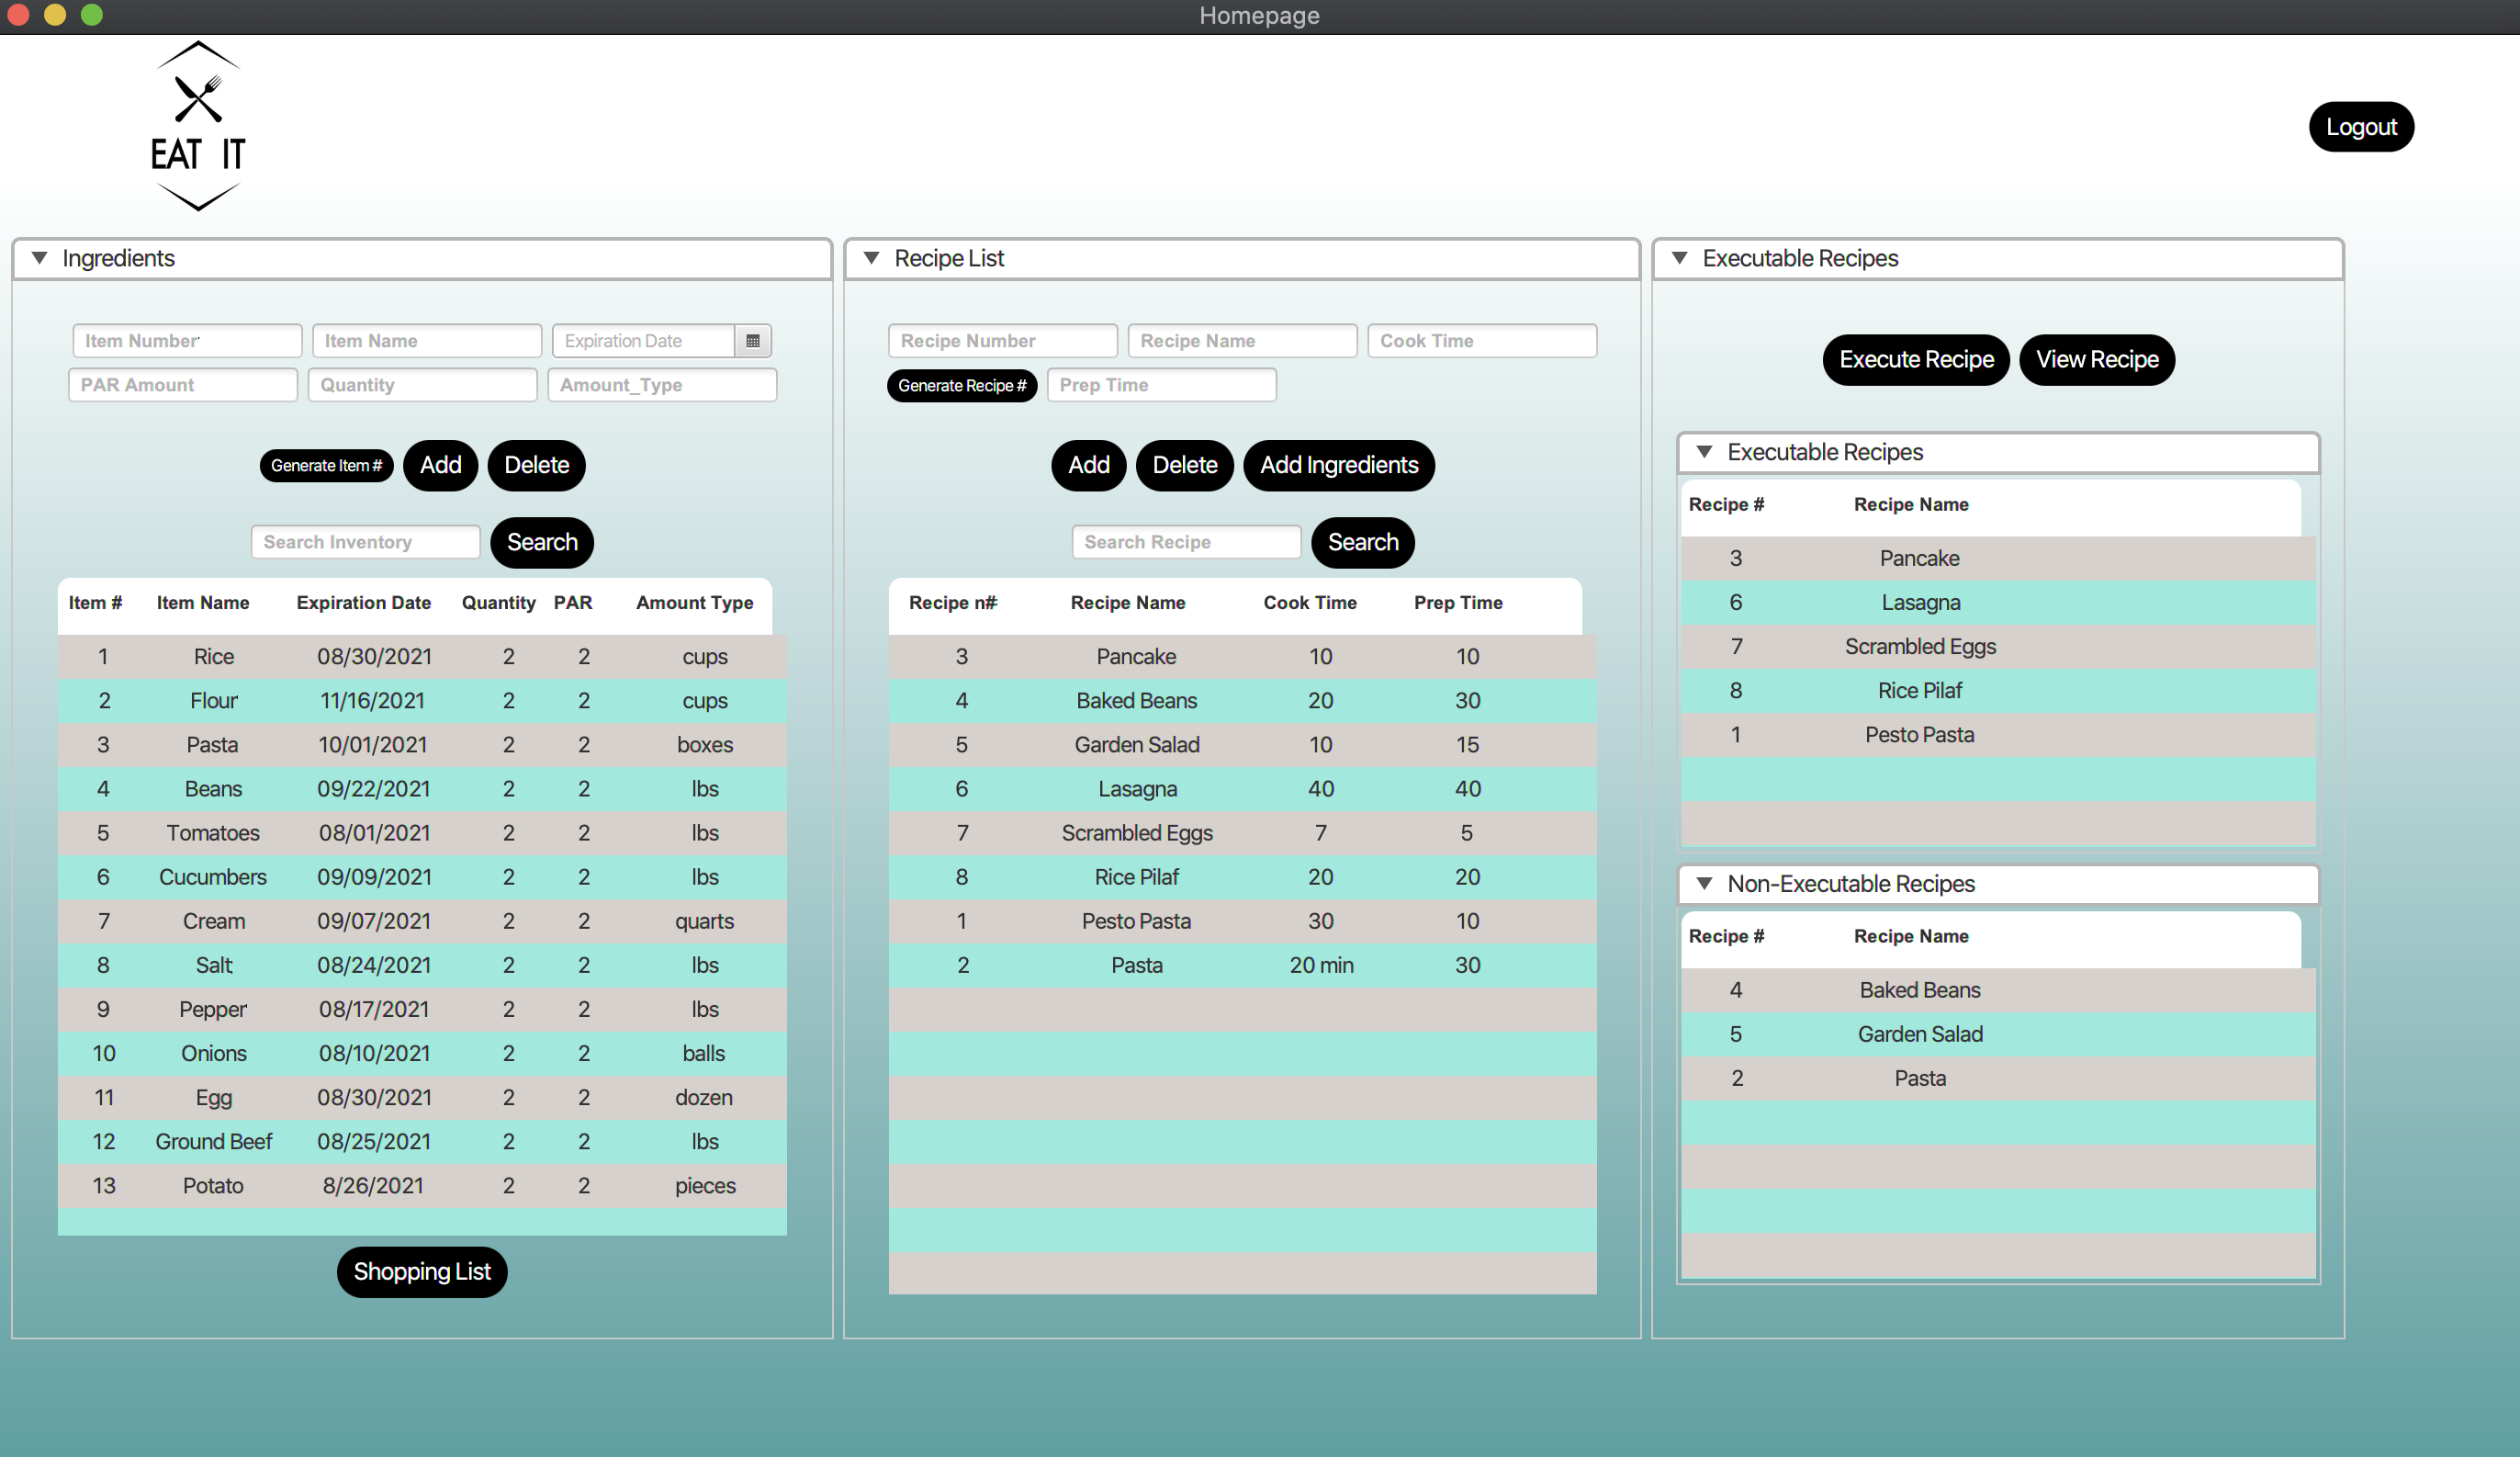 Homepage
EAT IT
Logout
Ingredients
Item Number
Item Name
Expiration Date
PAR Amount
Quantity
Amount_Type
Generate Item #
Add
Delete
Search Inventory
Search
Item # Item Name Expiration Date Quantity PAR Amount Type
1 Rice 08/30/2021 2 2 cups
2 Flour 11/16/2021 2 2 cups
3 Pasta 10/01/2021 2 2 boxes
4 Beans 09/22/2021 2 2 lbs
5 Tomatoes 08/01/2021 2 2 lbs
6 Cucumbers 09/09/2021 2 2 lbs
7 Cream 09/07/2021 2 2 quarts
8 Salt 08/24/2021 2 2 lbs
9 Pepper 08/17/2021 2 2 lbs
10 Onions 08/10/2021 2 2 balls
11 Egg 08/30/2021 2 2 dozen
12 Ground Beef 08/25/2021 2 2 lbs
13 Potato 8/26/2021 2 2 pieces
Shopping List
Recipe List
Recipe Number
Recipe Name
Cook Time
Generate Recipe #
Prep Time
Add
Delete
Add Ingredients
Search Recipe
Search
Recipe n# Recipe Name Cook Time Prep Time
3 Pancake 10 10
4 Baked Beans 20 30
5 Garden Salad 10 15
6 Lasagna 40 40
7 Scrambled Eggs 7 5
8 Rice Pilaf 20 20
1 Pesto Pasta 30 10
2 Pasta 20 min 30
Executable Recipes
Execute Recipe
View Recipe
Executable Recipes
Recipe # Recipe Name
3 Pancake
6 Lasagna
7 Scrambled Eggs
8 Rice Pilaf
1 Pesto Pasta
Non-Executable Recipes
Recipe # Recipe Name
4 Baked Beans
5 Garden Salad
2 Pasta